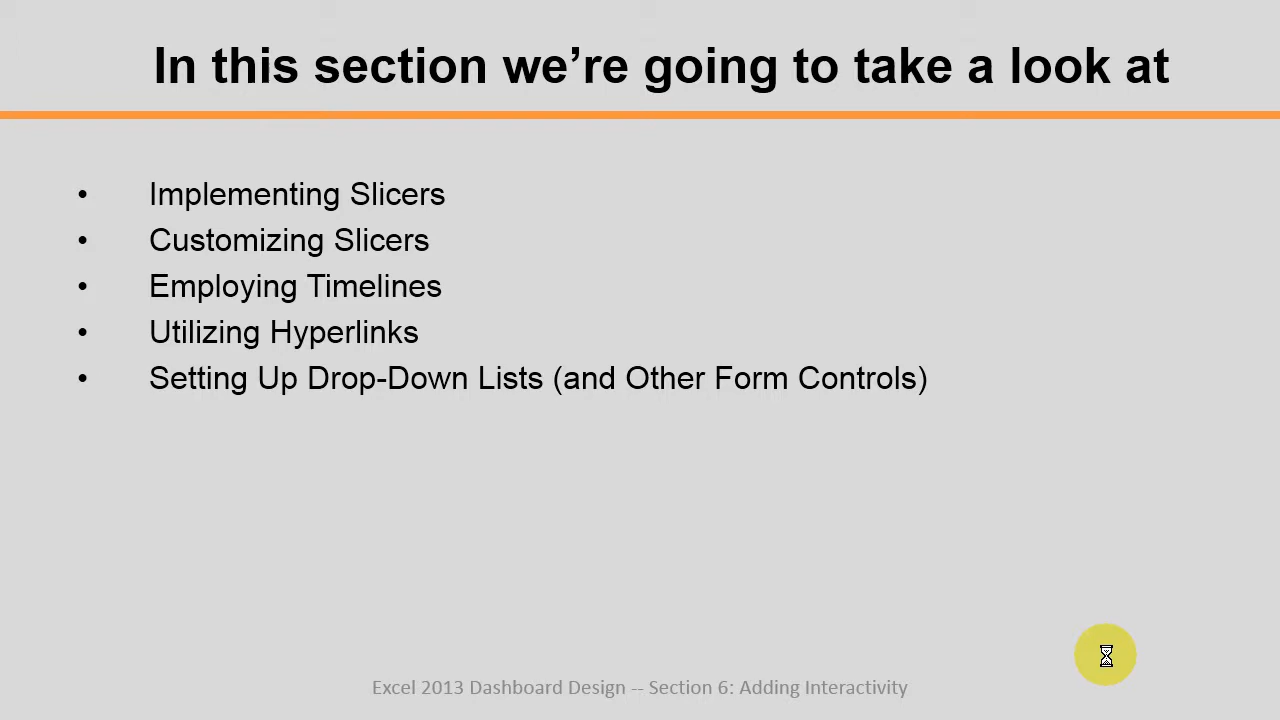 In this section we’re going to take a look at
• Implementing Slicers
• Customizing Slicers
• Employing Timelines
• Utilizing Hyperlinks
• Setting Up Drop-Down Lists (and Other Form Controls)
Excel 2013 Dashboard Design -- Section 6: Adding Interactivity